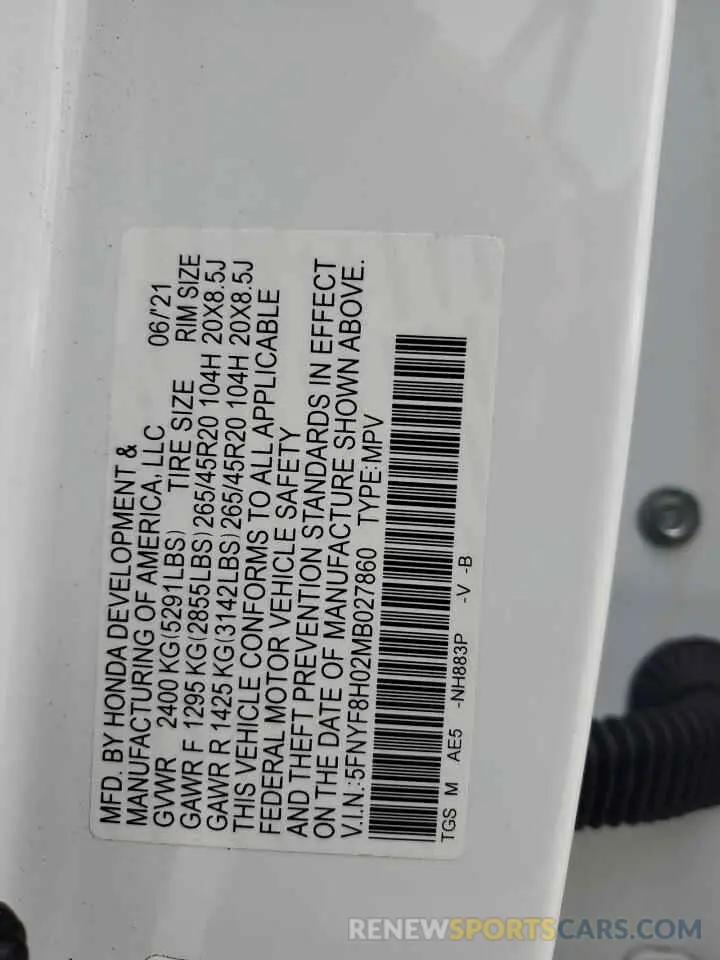 MFD. BY HONDA DEVELOPMENT &
MANUFACTURING OF AMERICA, LLC 06/'21
GVWR 2400 KG(5291LBS) TIRE SIZE RIM SIZE
GAWR F 1295 KG(2855LBS)265/45R20 104H 20X8.5J
GAWR R 1425 KG(3142LBS)265/45R20 104H 20X8.5J
THIS VEHICLE CONFORMS TO ALL APPLICABLE
FEDERAL MOTOR VEHICLE SAFETY
AND THEFT PREVENTION STANDARDS IN EFFECT
ON THE DATE OF MANUFACTURE SHOWN ABOVE.
V.I.N.:5FNYF8H02MB027860 TYPE:MPV
TGS M AE5 -NH883P -V -B
RENEWSPORTSCARS.COM